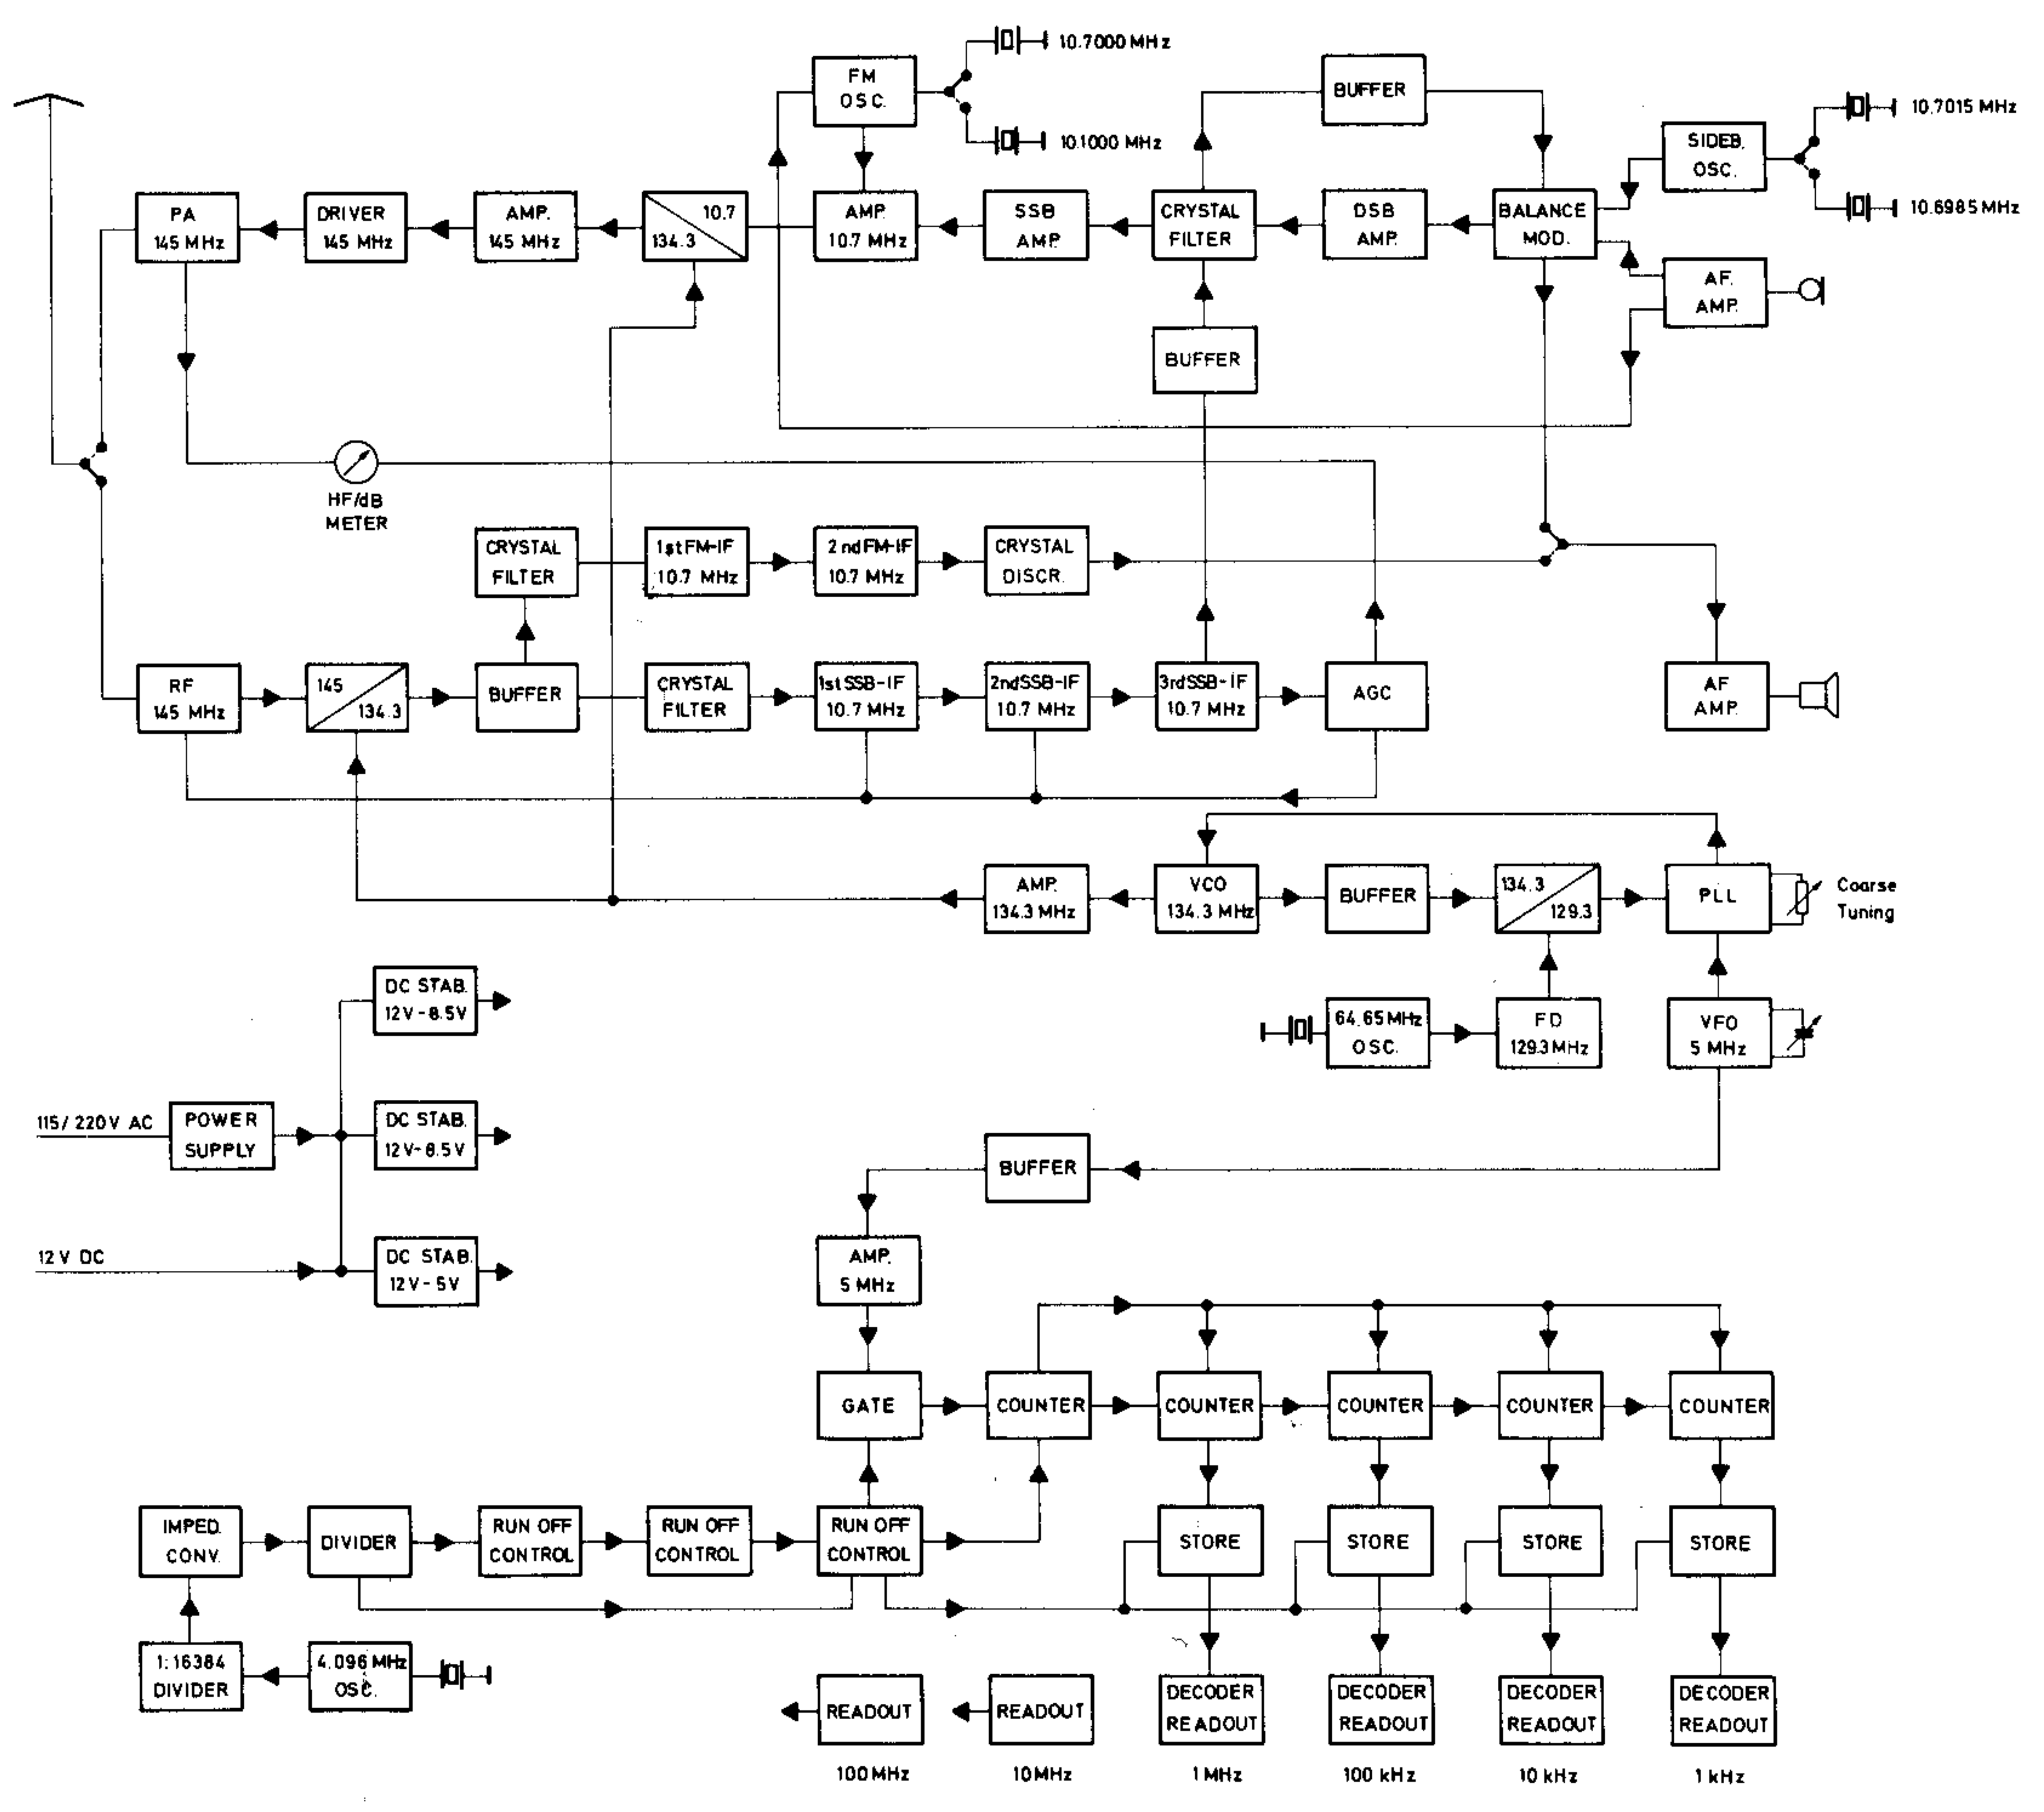 10.7000 MHz
FM
OSC.
10.1000 MHz
BUFFER
10.7015 MHz
SIDEB.
OSC.
10.6985 MHz
PA
145 MHz
DRIVER
145 MHz
AMP.
145 MHz
10.7
134.3
AMP.
10.7 MHz
SSB
AMP.
CRYSTAL
FILTER
DSB
AMP.
BALANCE
MOD.
AF.
AMP.
BUFFER
HF/dB
METER
CRYSTAL
FILTER
1st FM-IF
10.7 MHz
2nd FM-IF
10.7 MHz
CRYSTAL
DISCR.
RF
145 MHz
145
134.3
BUFFER
CRYSTAL
FILTER
1st SSB-IF
10.7 MHz
2nd SSB-IF
10.7 MHz
3rd SSB-IF
10.7 MHz
AGC
AF
AMP.
AMP.
134.3 MHz
VCO
134.3 MHz
BUFFER
134.3
129.3
PLL
Coarse
Tuning
DC STAB.
12V-8.5V
64.65 MHz
OSC.
FD
129.3 MHz
VFO
5 MHz
115/220V AC
POWER
SUPPLY
DC STAB.
12V-8.5V
BUFFER
12V DC
DC STAB.
12V-5V
AMP.
5 MHz
GATE
COUNTER
COUNTER
COUNTER
COUNTER
COUNTER
IMPED.
CONV.
DIVIDER
RUN OFF
CONTROL
RUN OFF
CONTROL
RUN OFF
CONTROL
STORE
STORE
STORE
STORE
1:16384
DIVIDER
4.096 MHz
OSC.
READOUT
READOUT
DECODER
READOUT
DECODER
READOUT
DECODER
READOUT
DECODER
READOUT
100 MHz
10 MHz
1 MHz
100 kHz
10 kHz
1 kHz